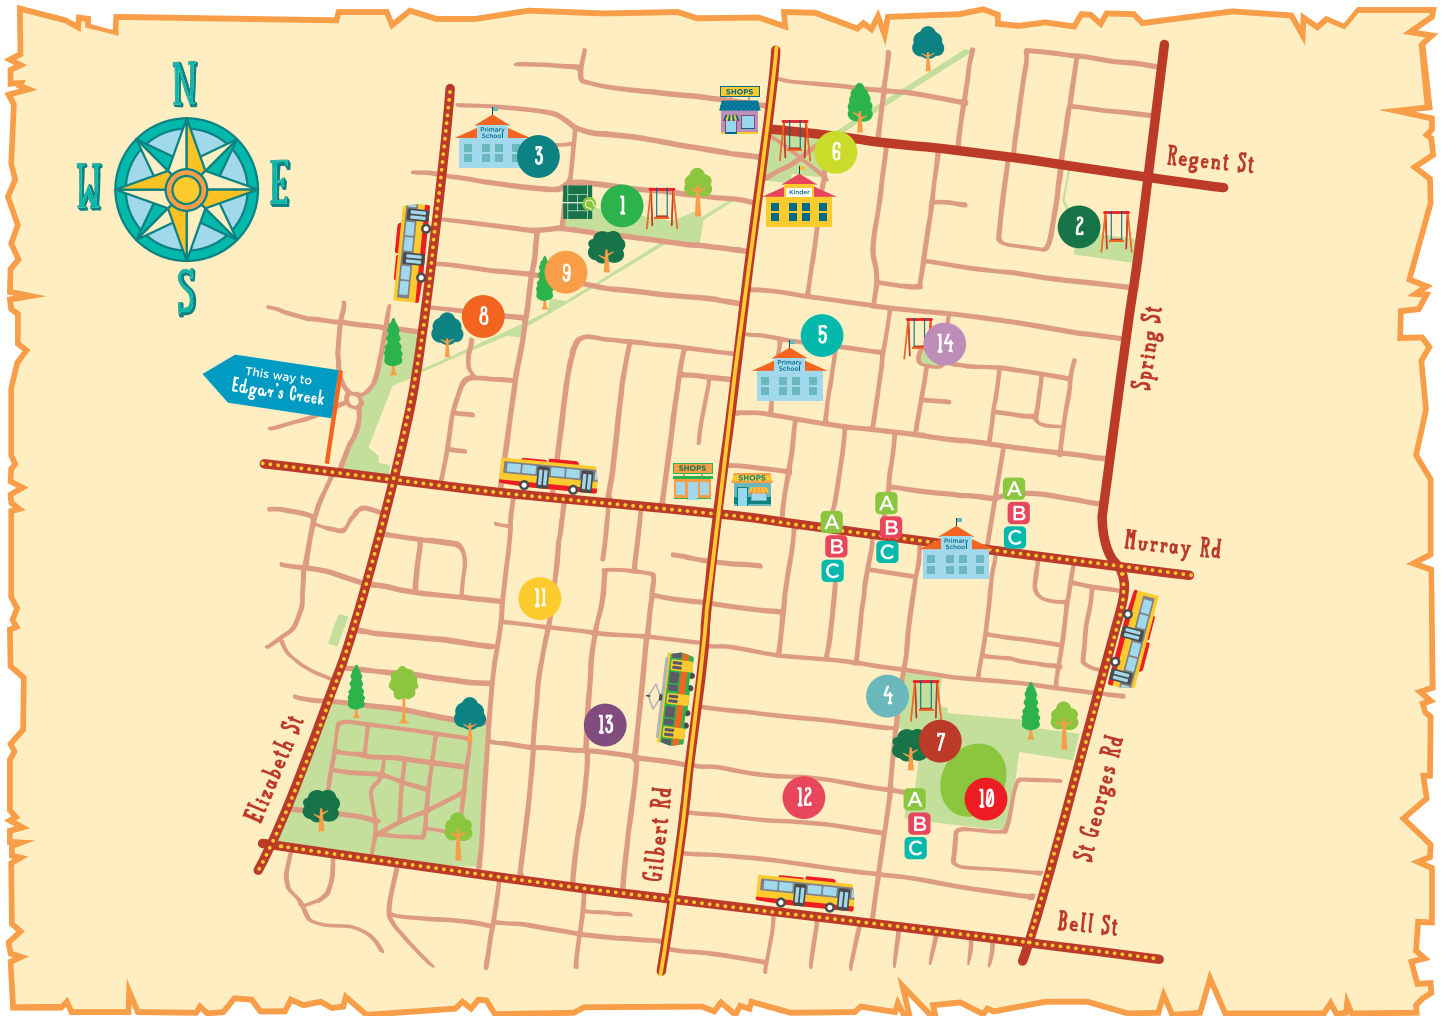 N
W
E
S
SHOPS
Primary
School
3
6
Regent St
Kinder
1
2
9
8
5
14
Spring St
Primary
School
This way to
Edgar's Creek
SHOPS
SHOPS
A
B
C
A
B
C
A
B
C
Primary
School
Murray Rd
11
4
13
7
Elizabeth St
12
10
Gilbert Rd
St Georges Rd
A
B
C
Bell St